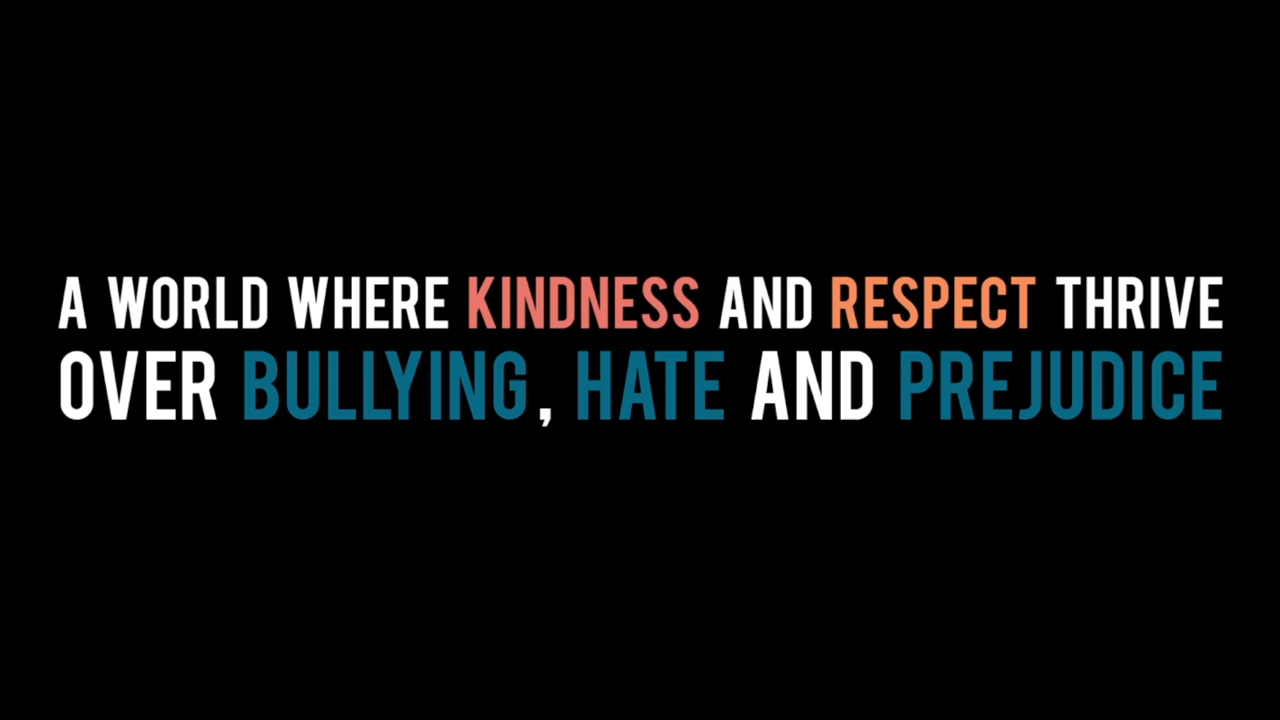 A WORLD WHERE KINDNESS AND RESPECT THRIVE
OVER BULLYING, HATE AND PREJUDICE